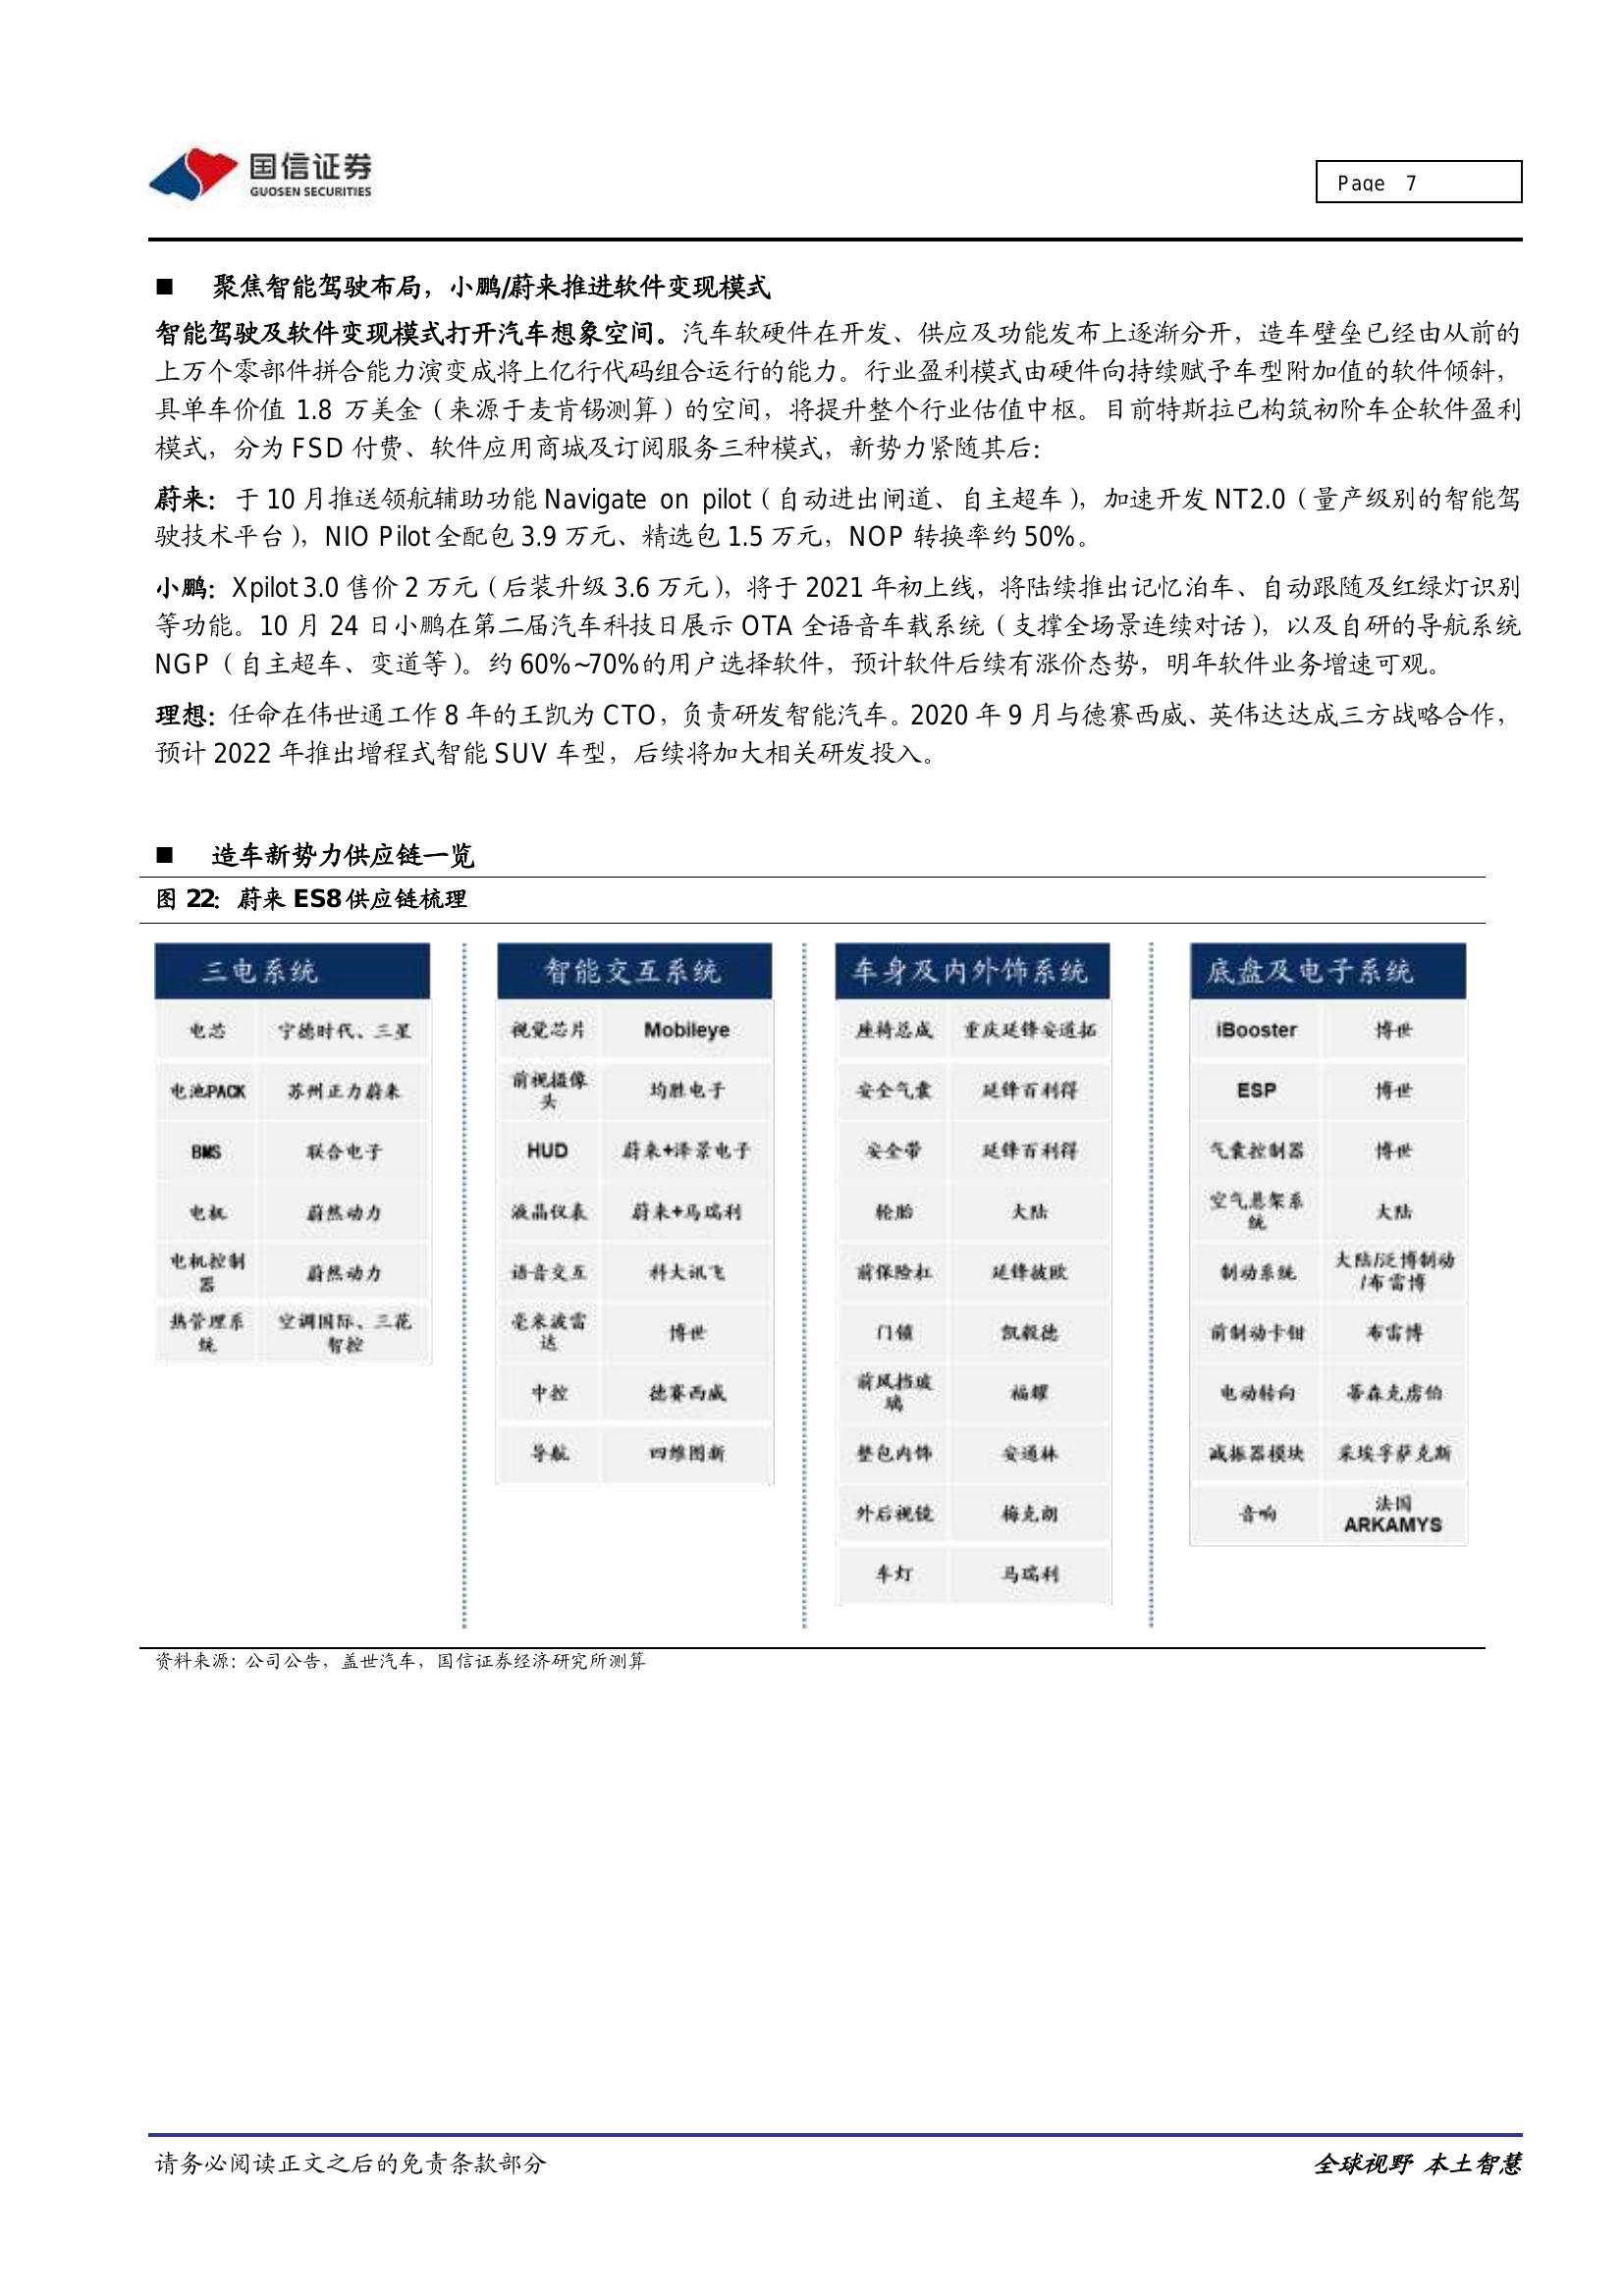 国信证券
GUOSEN SECURITIES
Page 7
■ 聚焦智能驾驶布局，小鹏/蔚来推进软件变现模式
智能驾驶及软件变现模式打开汽车想象空间。汽车软硬件在开发、供应及功能发布上逐渐分开，造车壁垒已经由从前的
上万个零部件拼合能力演变成将上亿行代码组合运行的能力。行业盈利模式由硬件向持续赋予车型附加值的软件倾斜，
具单车价值 1.8 万美金（来源于麦肯锡测算）的空间，将提升整个行业估值中枢。目前特斯拉已构筑初阶车企软件盈利
模式，分为 FSD 付费、软件应用商城及订阅服务三种模式，新势力紧随其后：
蔚来：于 10 月推送领航辅助功能 Navigate on pilot（自动进出闸道、自主超车），加速开发 NT2.0（量产级别的智能驾
驶技术平台），NIO Pilot 全配包 3.9 万元、精选包 1.5 万元，NOP 转换率约 50%。
小鹏：Xpilot 3.0 售价 2 万元（后装升级 3.6 万元），将于 2021 年初上线，将陆续推出记忆泊车、自动跟随及红绿灯识别
等功能。10 月 24 日小鹏在第二届汽车科技日展示 OTA 全语音车载系统（支撑全场景连续对话），以及自研的导航系统
NGP（自主超车、变道等）。约 60%~70%的用户选择软件，预计软件后续有涨价态势，明年软件业务增速可观。
理想：任命在伟世通工作 8 年的王凯为 CTO，负责研发智能汽车。2020 年 9 月与德赛西威、英伟达达成三方战略合作，
预计 2022 年推出增程式智能 SUV 车型，后续将加大相关研发投入。
■ 造车新势力供应链一览
图 22：蔚来 ES8 供应链梳理
三电系统
电芯 宁德时代、三星
电池PACK 苏州正力蔚来
BMS 联合电子
电机 蔚然动力
电机控制
器 蔚然动力
热管理系
统 空调国际、三花
智控
智能交互系统
视觉芯片 Mobileye
前视摄像
头 均胜电子
HUD 蔚来+泽景电子
液晶仪表 蔚来+马瑞利
语音交互 科大讯飞
毫米波雷
达 博世
中控 德赛西威
导航 四维图新
车身及内外饰系统
座椅总成 重庆延锋安道拓
安全气囊 延锋百利得
安全带 延锋百利得
轮胎 大陆
前保险杠 延锋彼欧
门锁 凯毅德
前风挡玻
璃 福耀
整包内饰 安通林
外后视镜 梅克朗
车灯 马瑞利
底盘及电子系统
iBooster 博世
ESP 博世
气囊控制器 博世
空气悬架系
统 大陆
制动系统 大陆/泛博制动
/布雷博
前制动卡钳 布雷博
电动转向 蒂森克虏伯
减振器模块 采埃孚萨克斯
音响 法国
ARKAMYS
资料来源：公司公告，盖世汽车，国信证券经济研究所测算
请务必阅读正文之后的免责条款部分
全球视野 本土智慧